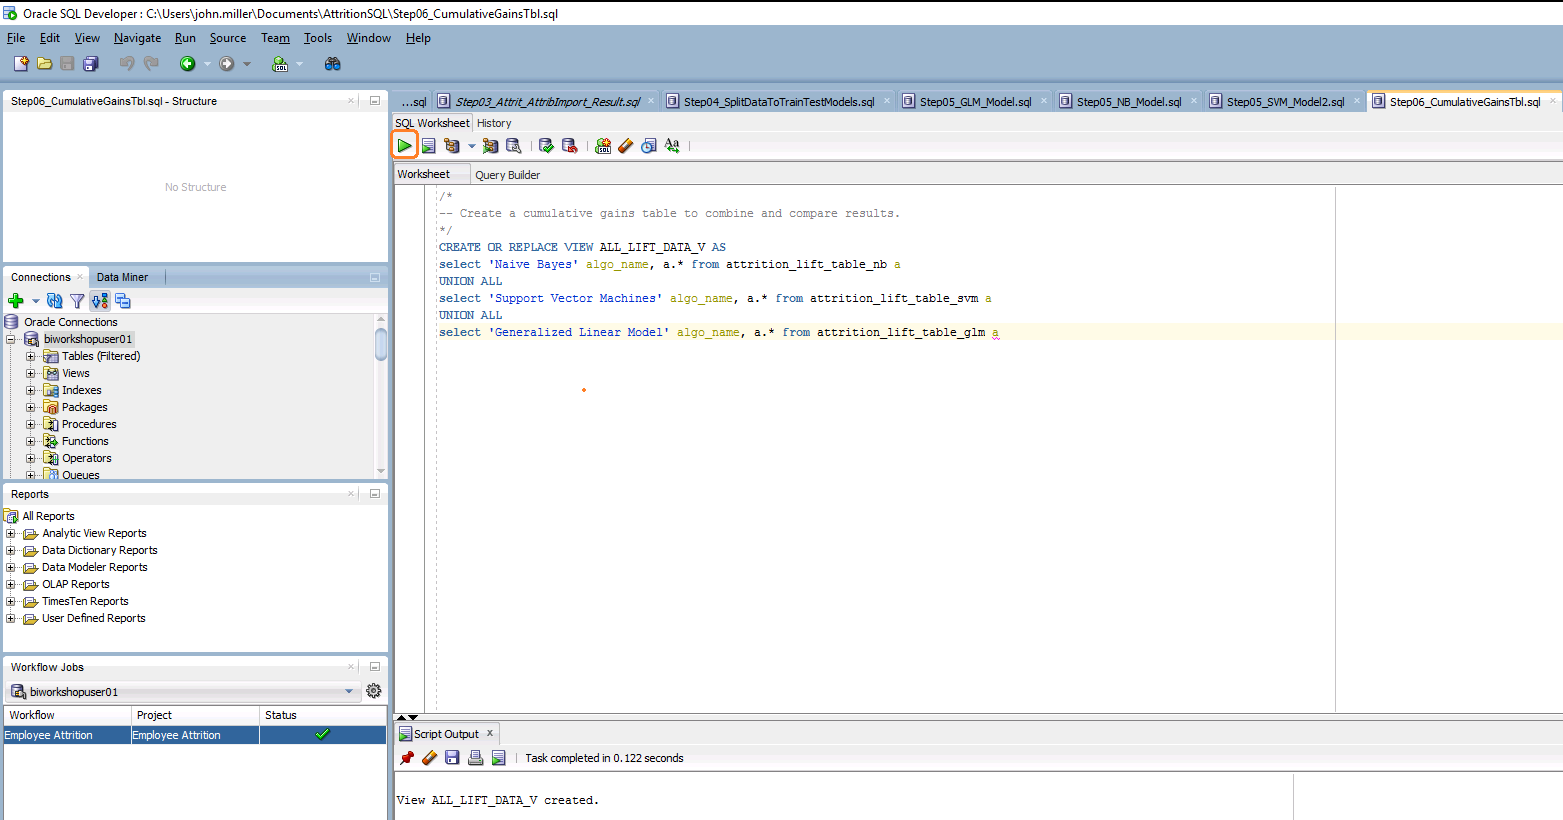 Oracle SQL Developer : C:\Users\john.miller\Documents\AttritionSQL\Step06_CumulativeGainsTbl.sql
File Edit View Navigate Run Source Team Tools Window Help
Step06_CumulativeGainsTbl.sql - Structure
No Structure
Connections
Data Miner
Oracle Connections
biworkshopuser01
Tables (Filtered)
Views
Indexes
Packages
Procedures
Functions
Operators
Queues
Reports
All Reports
Analytic View Reports
Data Dictionary Reports
Data Modeler Reports
OLAP Reports
TimesTen Reports
User Defined Reports
Workflow Jobs
biworkshopuser01
Workflow Project Status
Employee Attrition Employee Attrition
...sql Step03_Attrit_AttribImport_Result.sql Step04_SplitDataToTrainTestModels.sql Step05_GLM_Model.sql Step05_NB_Model.sql Step05_SVM_Model2.sql Step06_CumulativeGainsTbl.sql
SQL Worksheet History
SQL Aa
Worksheet Query Builder
/*
-- Create a cumulative gains table to combine and compare results.
*/
CREATE OR REPLACE VIEW ALL_LIFT_DATA_V AS
select 'Naive Bayes' algo_name, a.* from attrition_lift_table_nb a
UNION ALL
select 'Support Vector Machines' algo_name, a.* from attrition_lift_table_svm a
UNION ALL
select 'Generalized Linear Model' algo_name, a.* from attrition_lift_table_glm a
Script Output
Task completed in 0.122 seconds
View ALL_LIFT_DATA_V created.